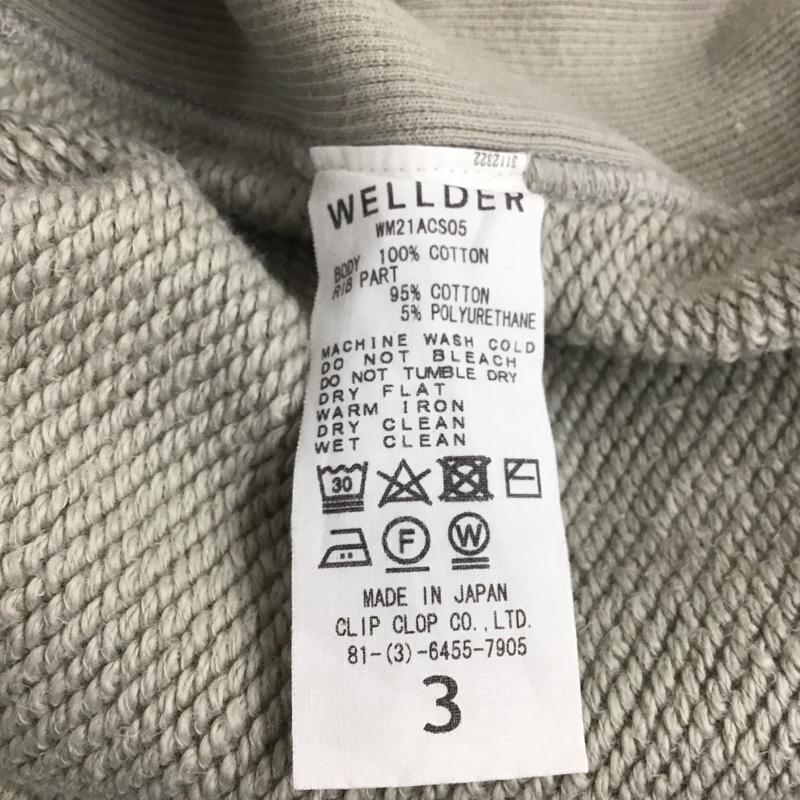 3112322
WELLDER
WM21ACS05
BODY 100% COTTON
RIB PART
95% COTTON
5% POLYURETHANE
MACHINE WASH COLD
DO NOT BLEACH
DO NOT TUMBLE DRY
DRY FLAT
WARM IRON
DRY CLEAN
WET CLEAN
30
F W
MADE IN JAPAN
CLIP CLOP CO.,LTD.
81-(3)-6455-7905
3